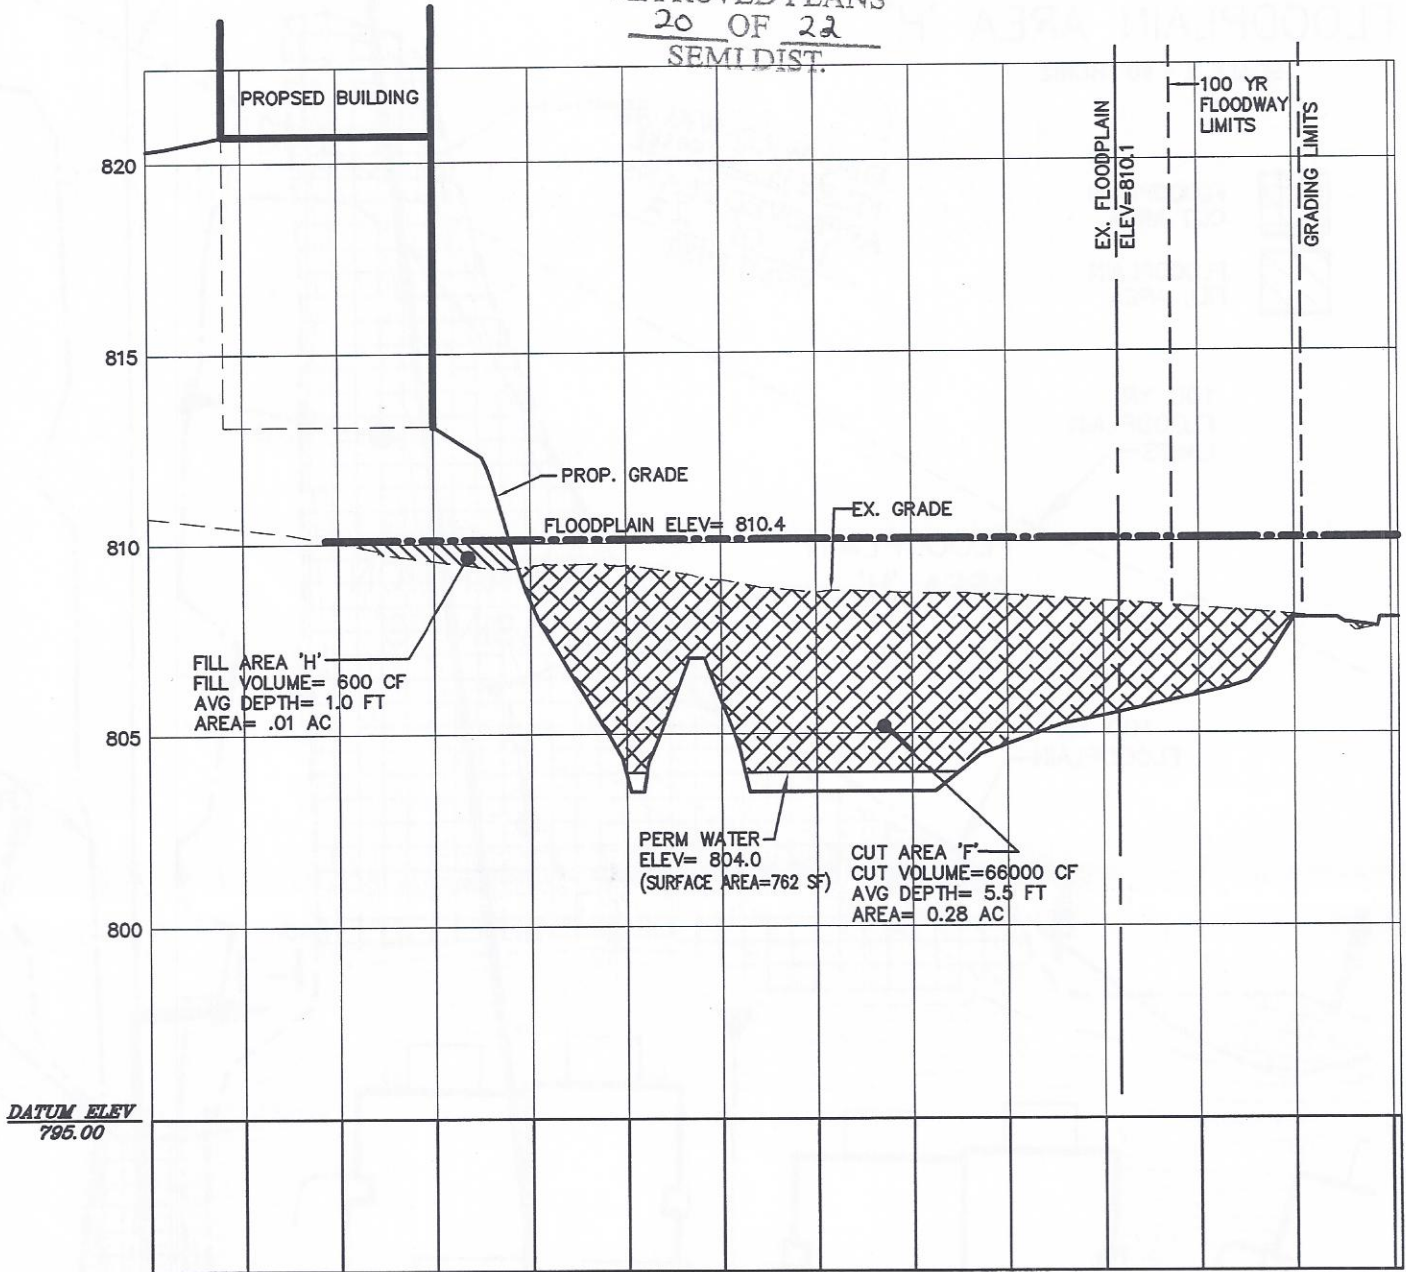 20 OF 22
SEMI DIST.
PROPSED BUILDING
100 YR
FLOODWAY
LIMITS
EX. FLOODPLAIN
ELEV=810.1
GRADING LIMITS
820
815
PROP. GRADE
FLOODPLAIN ELEV= 810.4
EX. GRADE
810
FILL AREA 'H'
FILL VOLUME= 600 CF
AVG DEPTH= 1.0 FT
AREA= .01 AC
805
PERM WATER
ELEV= 804.0
(SURFACE AREA=762 SF)
CUT AREA 'F'
CUT VOLUME=66000 CF
AVG DEPTH= 5.5 FT
AREA= 0.28 AC
800
DATUM ELEV
795.00